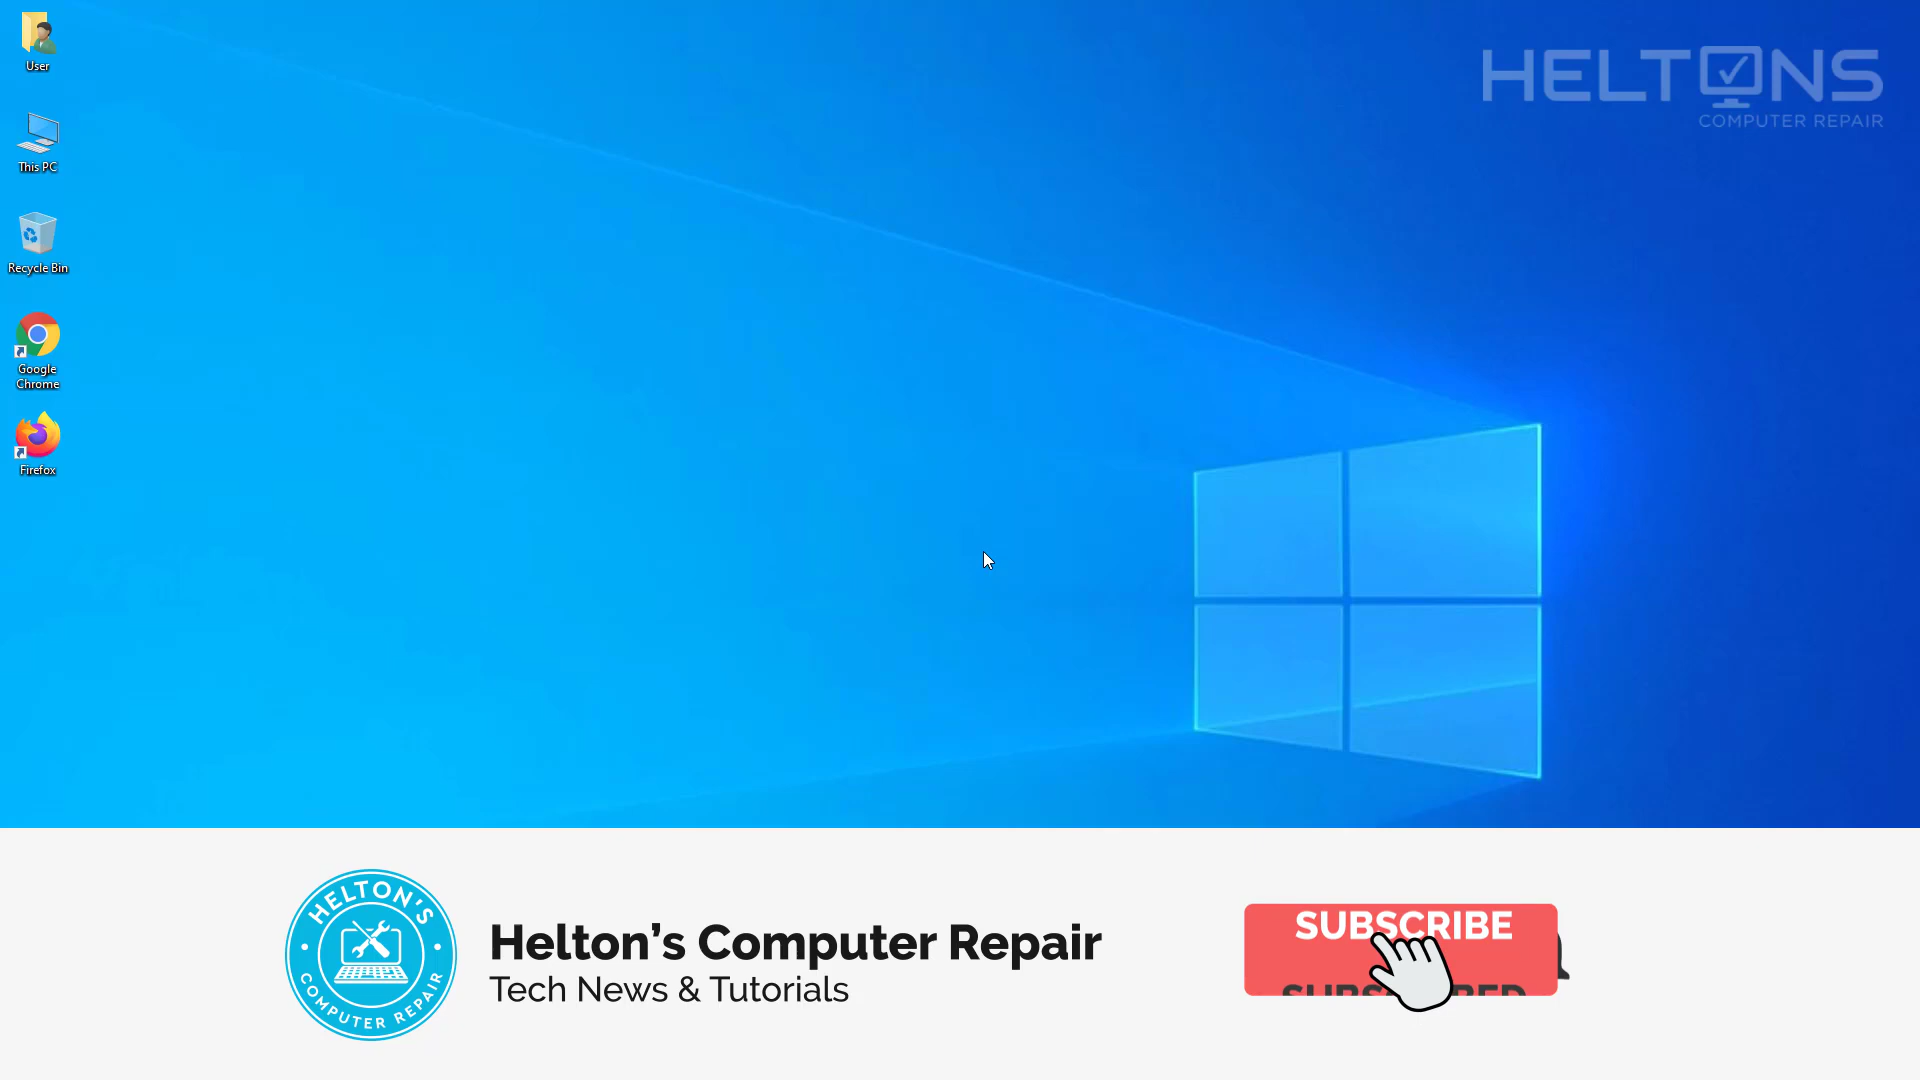 User
This PC
Recycle Bin
Google
Chrome
Firefox
HELTONS
COMPUTER REPAIR
HELTON'S
COMPUTER REPAIR
Helton's Computer Repair
Tech News & Tutorials
SUBSCRIBE